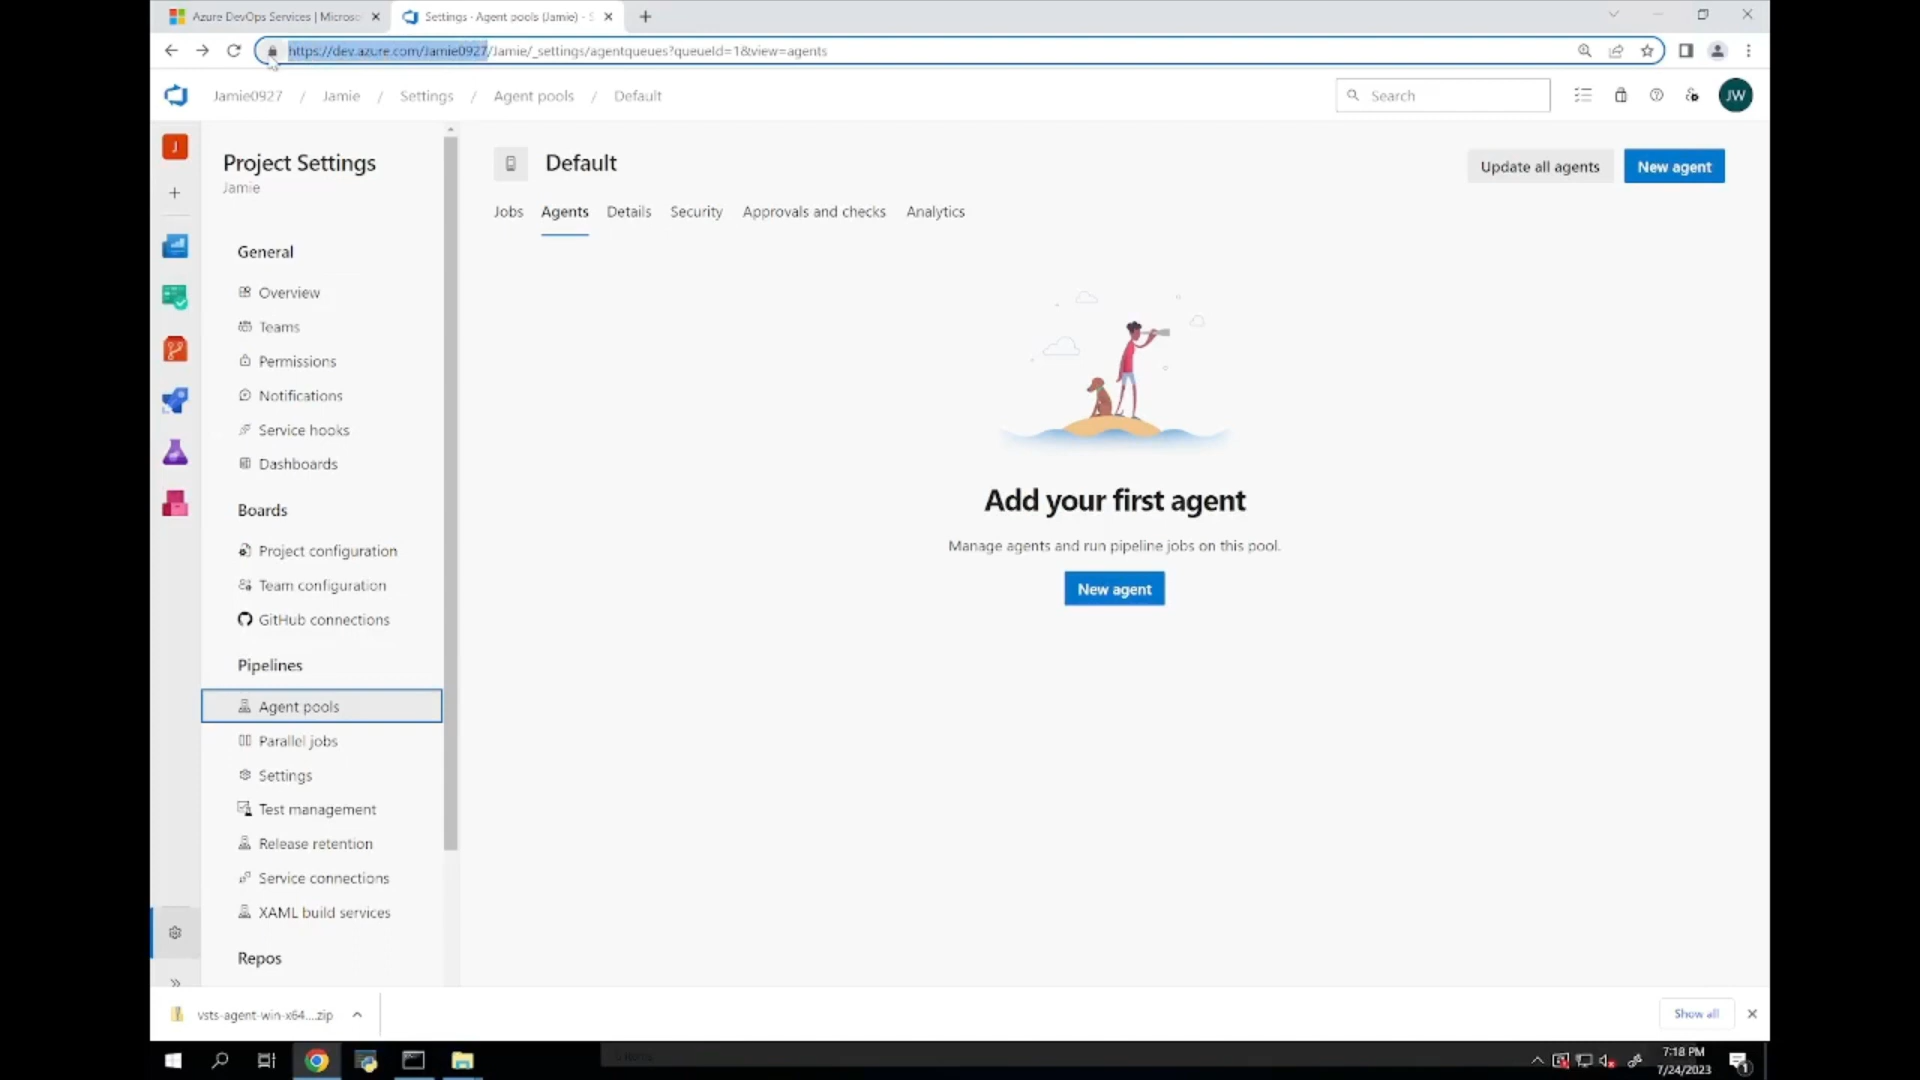 Azure DevOps Services | Microso
Settings - Agent pools (Jamie) - S
https://dev.azure.com/Jamie0927/Jamie/_settings/agentqueues?queueId=1&view=agents
Jamie0927 / Jamie / Settings / Agent pools / Default
Search
JW
J
Project Settings
Jamie
General
Overview
Teams
Permissions
Notifications
Service hooks
Dashboards
Boards
Project configuration
Team configuration
GitHub connections
Pipelines
Agent pools
Parallel jobs
Settings
Test management
Release retention
Service connections
XAML build services
Repos
Default
Update all agents
New agent
Jobs Agents Details Security Approvals and checks Analytics
Add your first agent
Manage agents and run pipeline jobs on this pool.
New agent
vsts-agent-win-x64....zip
Show all
7:18 PM
7/24/2023
1